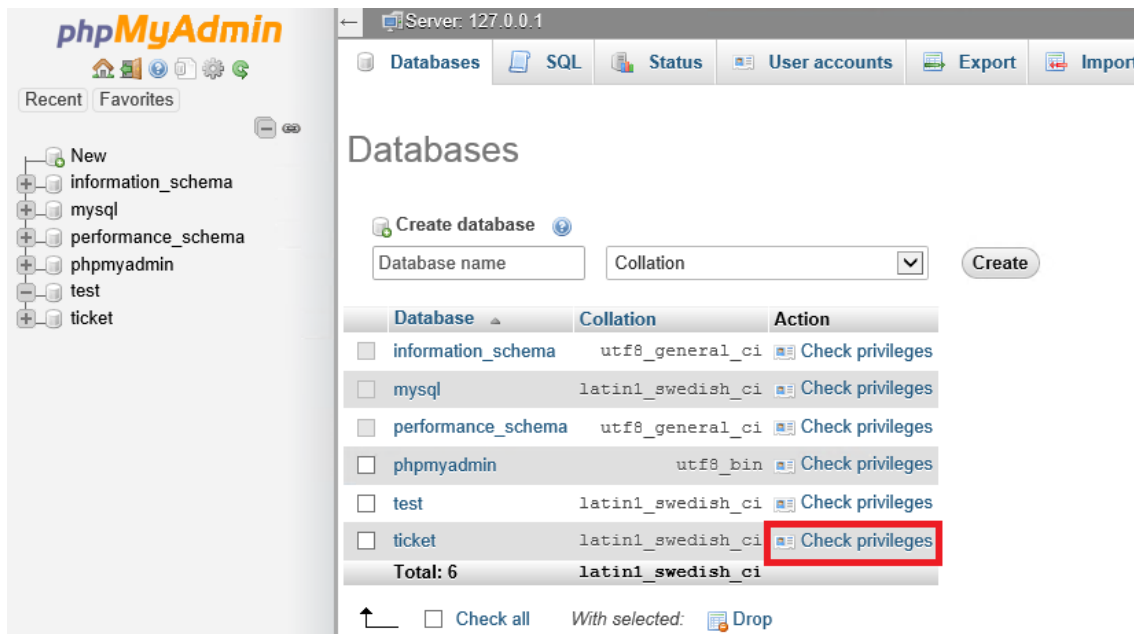 phpMyAdmin
Recent Favorites
New
information_schema
mysql
performance_schema
phpmyadmin
test
ticket
Server: 127.0.0.1
Databases SQL Status User accounts Export Import
Databases
Create database
Database name Collation Create
Database Collation Action
information_schema utf8_general_ci Check privileges
mysql latin1_swedish_ci Check privileges
performance_schema utf8_general_ci Check privileges
phpmyadmin utf8_bin Check privileges
test latin1_swedish_ci Check privileges
ticket latin1_swedish_ci Check privileges
Total: 6 latin1_swedish_ci
Check all With selected: Drop